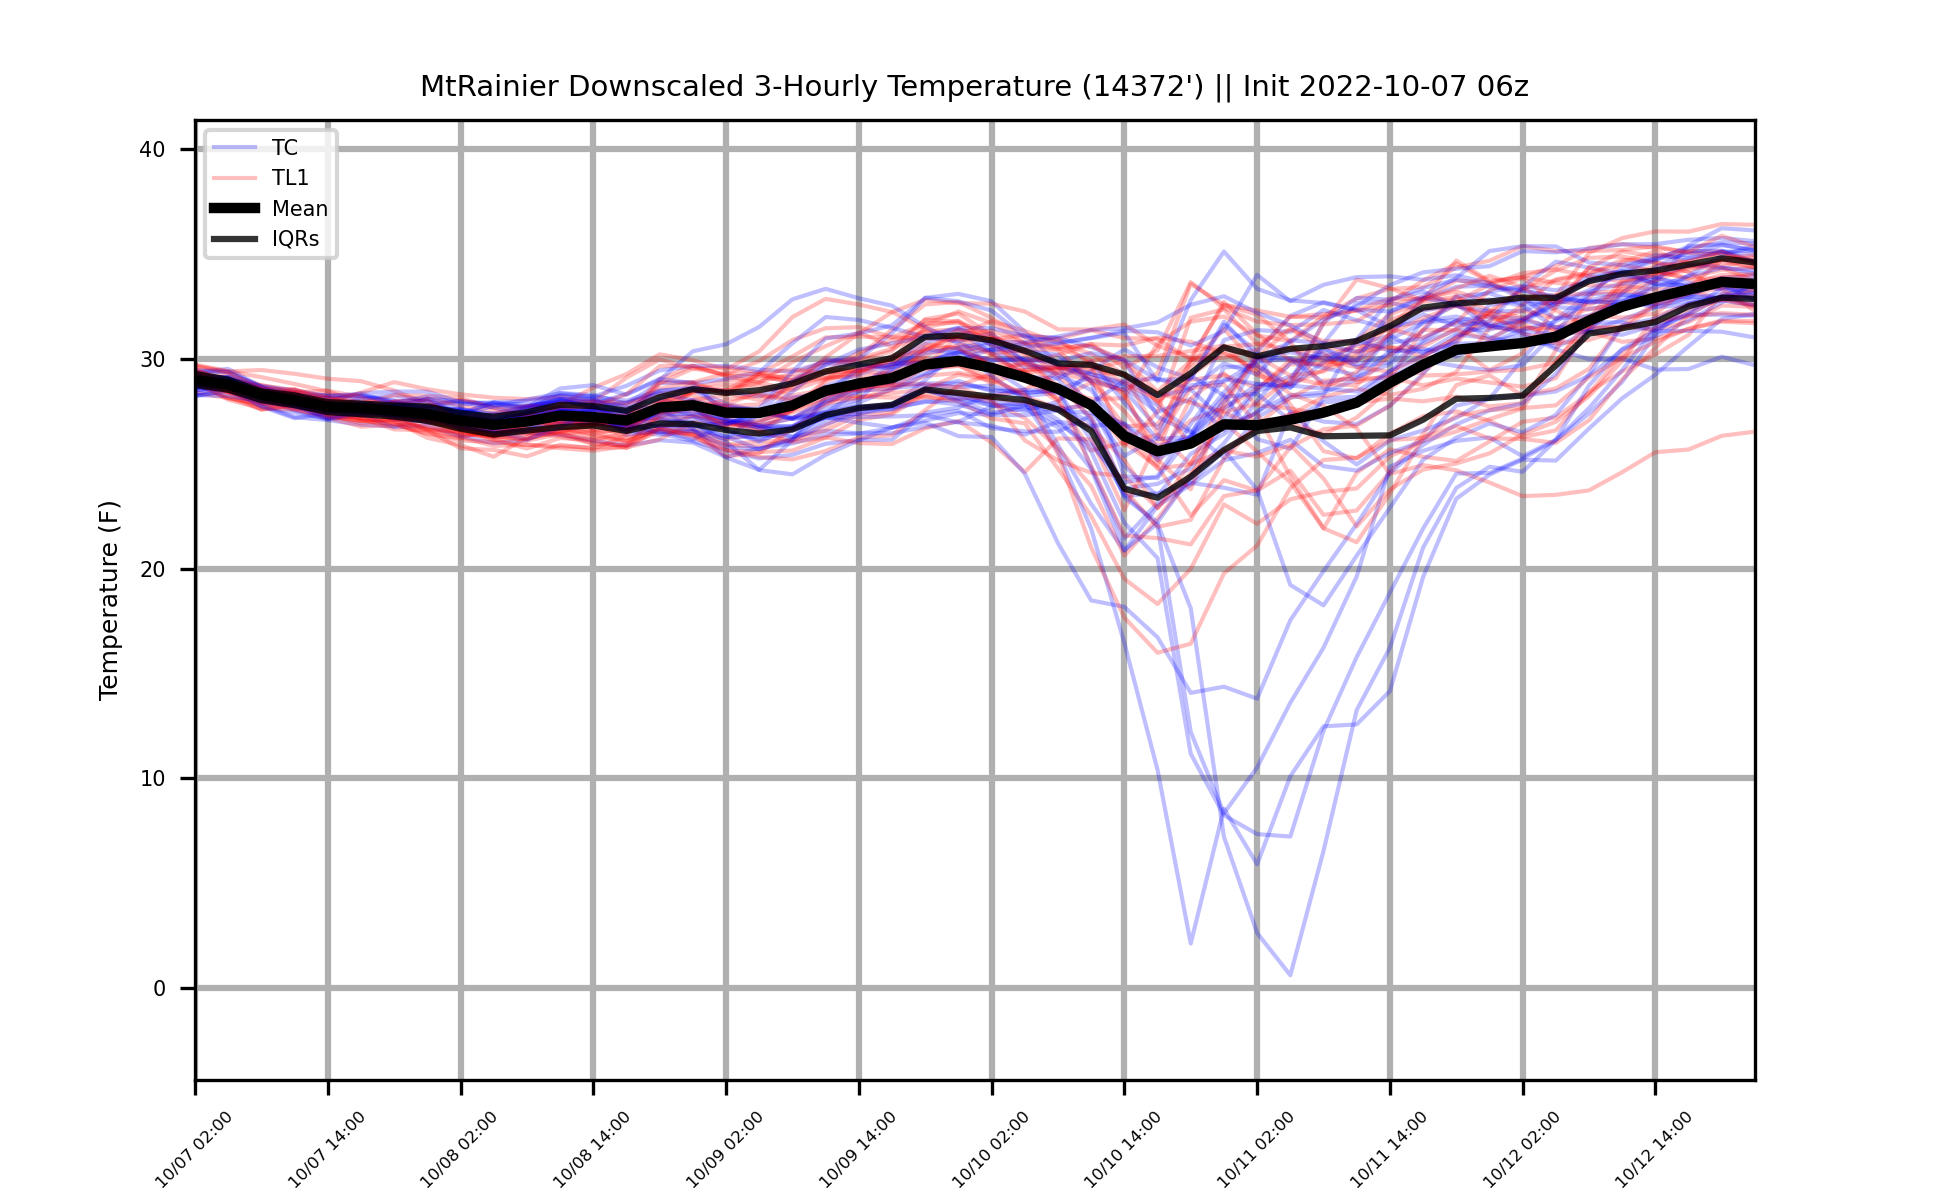 MtRainier Downscaled 3-Hourly Temperature (14372') || Init 2022-10-07 06z
TC
TL1
Mean
IQRs
Temperature (F)
40
30
20
10
0
10/07 02:00
10/07 14:00
10/08 02:00
10/08 14:00
10/09 02:00
10/09 14:00
10/10 02:00
10/10 14:00
10/11 02:00
10/11 14:00
10/12 02:00
10/12 14:00